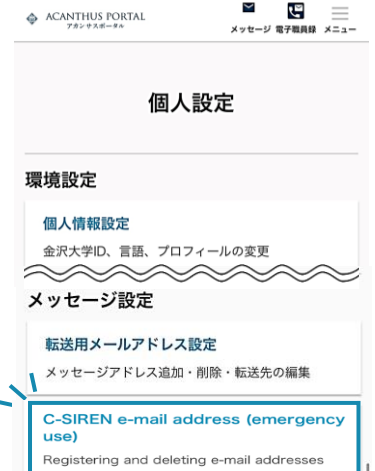 ACANTHUS PORTAL
アカンサスポータル
メッセージ 電子職員録 メニュー
個人設定
環境設定
個人情報設定
金沢大学ID、言語、プロフィールの変更
メッセージ設定
転送用メールアドレス設定
メッセージアドレス追加・削除・転送先の編集
C-SIREN e-mail address (emergency
use)
Registering and deleting e-mail addresses